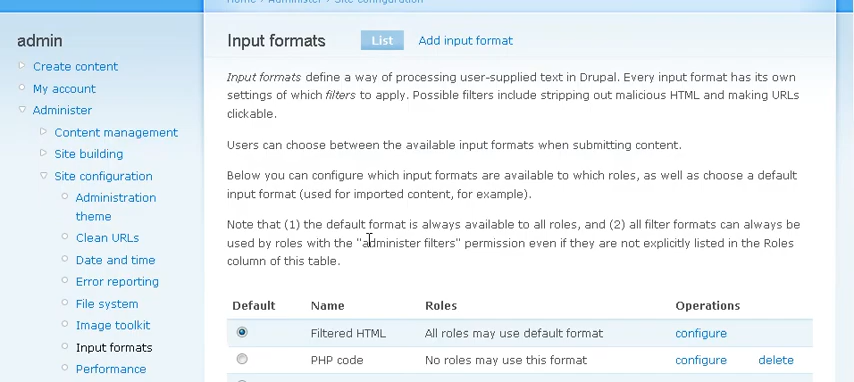 Home › Administer › Site configuration
admin
Create content
My account
Administer
Content management
Site building
Site configuration
Administration
theme
Clean URLs
Date and time
Error reporting
File system
Image toolkit
Input formats
Performance
Input formats List Add input format
Input formats define a way of processing user-supplied text in Drupal. Every input format has its own
settings of which filters to apply. Possible filters include stripping out malicious HTML and making URLs
clickable.
Users can choose between the available input formats when submitting content.
Below you can configure which input formats are available to which roles, as well as choose a default
input format (used for imported content, for example).
Note that (1) the default format is always available to all roles, and (2) all filter formats can always be
used by roles with the "administer filters" permission even if they are not explicitly listed in the Roles
column of this table.
Default Name Roles Operations
Filtered HTML All roles may use default format configure
PHP code No roles may use this format configure delete